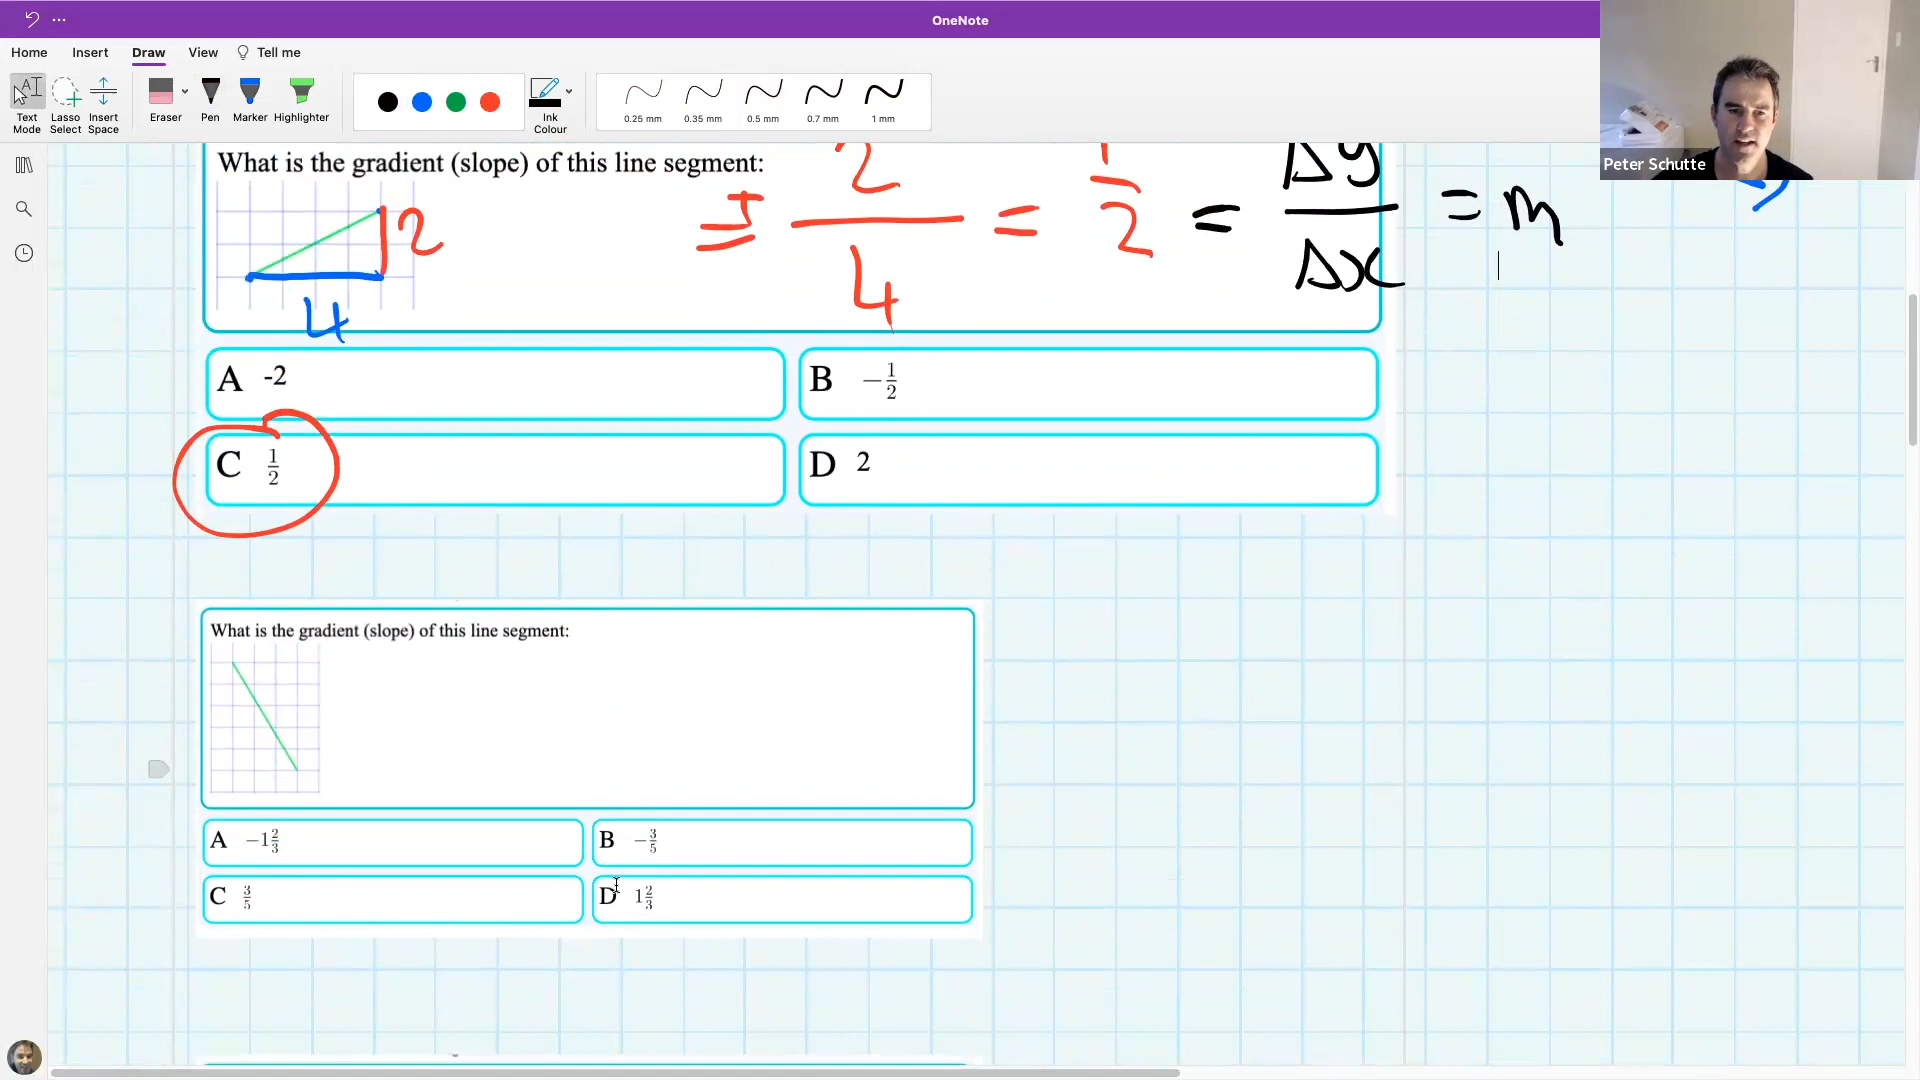 OneNote
Home Insert Draw View Tell me
Text Mode
Lasso Select
Insert Space
Eraser
Pen
Marker
Highlighter
Ink Colour
0.25 mm
0.35 mm
0.5 mm
0.7 mm
1 mm
Peter Schutte
What is the gradient (slope) of this line segment:
2
4
= + 2/4 = 1/2 = Δy/Δx = m
A -2
B −1/2
C 1/2
D 2
What is the gradient (slope) of this line segment:
A −1 2/3
B −3/5
C 3/5
D 1 2/3